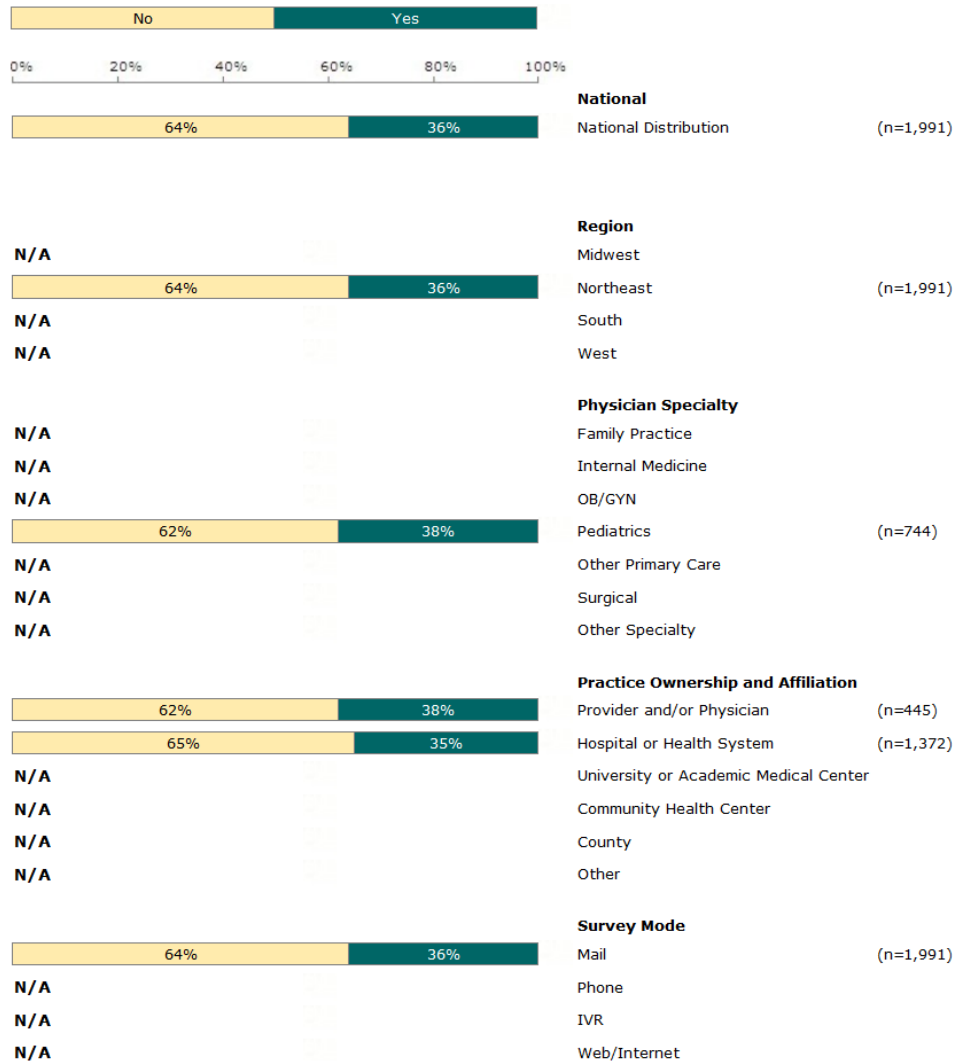 No Yes
0% 20% 40% 60% 80% 100%
National
64% 36% National Distribution (n=1,991)
Region
N/A Midwest
64% 36% Northeast (n=1,991)
N/A South
N/A West
Physician Specialty
N/A Family Practice
N/A Internal Medicine
N/A OB/GYN
62% 38% Pediatrics (n=744)
N/A Other Primary Care
N/A Surgical
N/A Other Specialty
Practice Ownership and Affiliation
62% 38% Provider and/or Physician (n=445)
65% 35% Hospital or Health System (n=1,372)
N/A University or Academic Medical Center
N/A Community Health Center
N/A County
N/A Other
Survey Mode
64% 36% Mail (n=1,991)
N/A Phone
N/A IVR
N/A Web/Internet